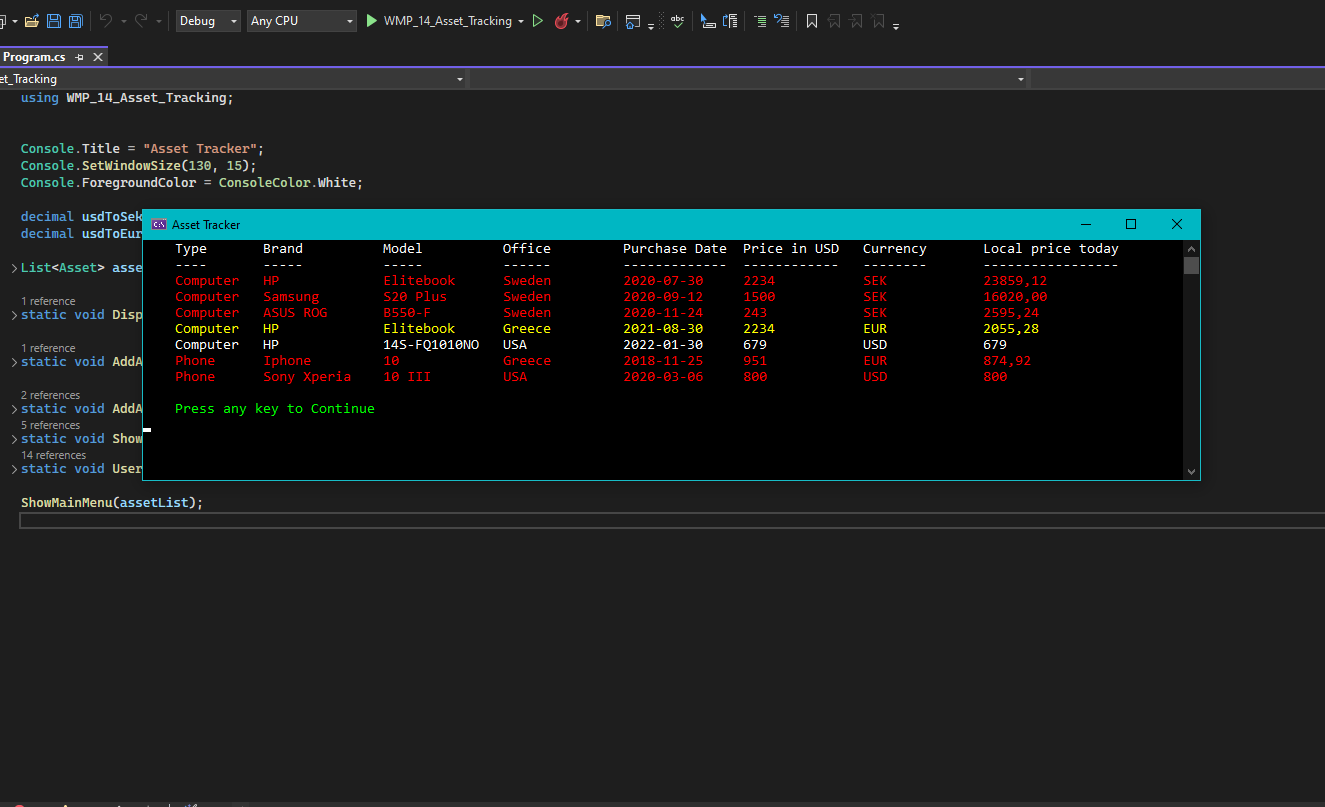 Debug Any CPU WMP_14_Asset_Tracking abc
Program.cs
et_Tracking
using WMP_14_Asset_Tracking;
Console.Title = "Asset Tracker";
Console.SetWindowSize(130, 15);
Console.ForegroundColor = ConsoleColor.White;
decimal usdToSek
decimal usdToEur
List<Asset> asse
1 reference
static void Disp
1 reference
static void AddA
2 references
static void AddA
5 references
static void Show
14 references
static void User
ShowMainMenu(assetList);
Asset Tracker
Type Brand Model Office Purchase Date Price in USD Currency Local price today
---- ----- ----- ------ ------------- ------------ -------- -----------------
Computer HP Elitebook Sweden 2020-07-30 2234 SEK 23859,12
Computer Samsung S20 Plus Sweden 2020-09-12 1500 SEK 16020,00
Computer ASUS ROG B550-F Sweden 2020-11-24 243 SEK 2595,24
Computer HP Elitebook Greece 2021-08-30 2234 EUR 2055,28
Computer HP 14S-FQ1010NO USA 2022-01-30 679 USD 679
Phone Iphone 10 Greece 2018-11-25 951 EUR 874,92
Phone Sony Xperia 10 III USA 2020-03-06 800 USD 800
Press any key to Continue